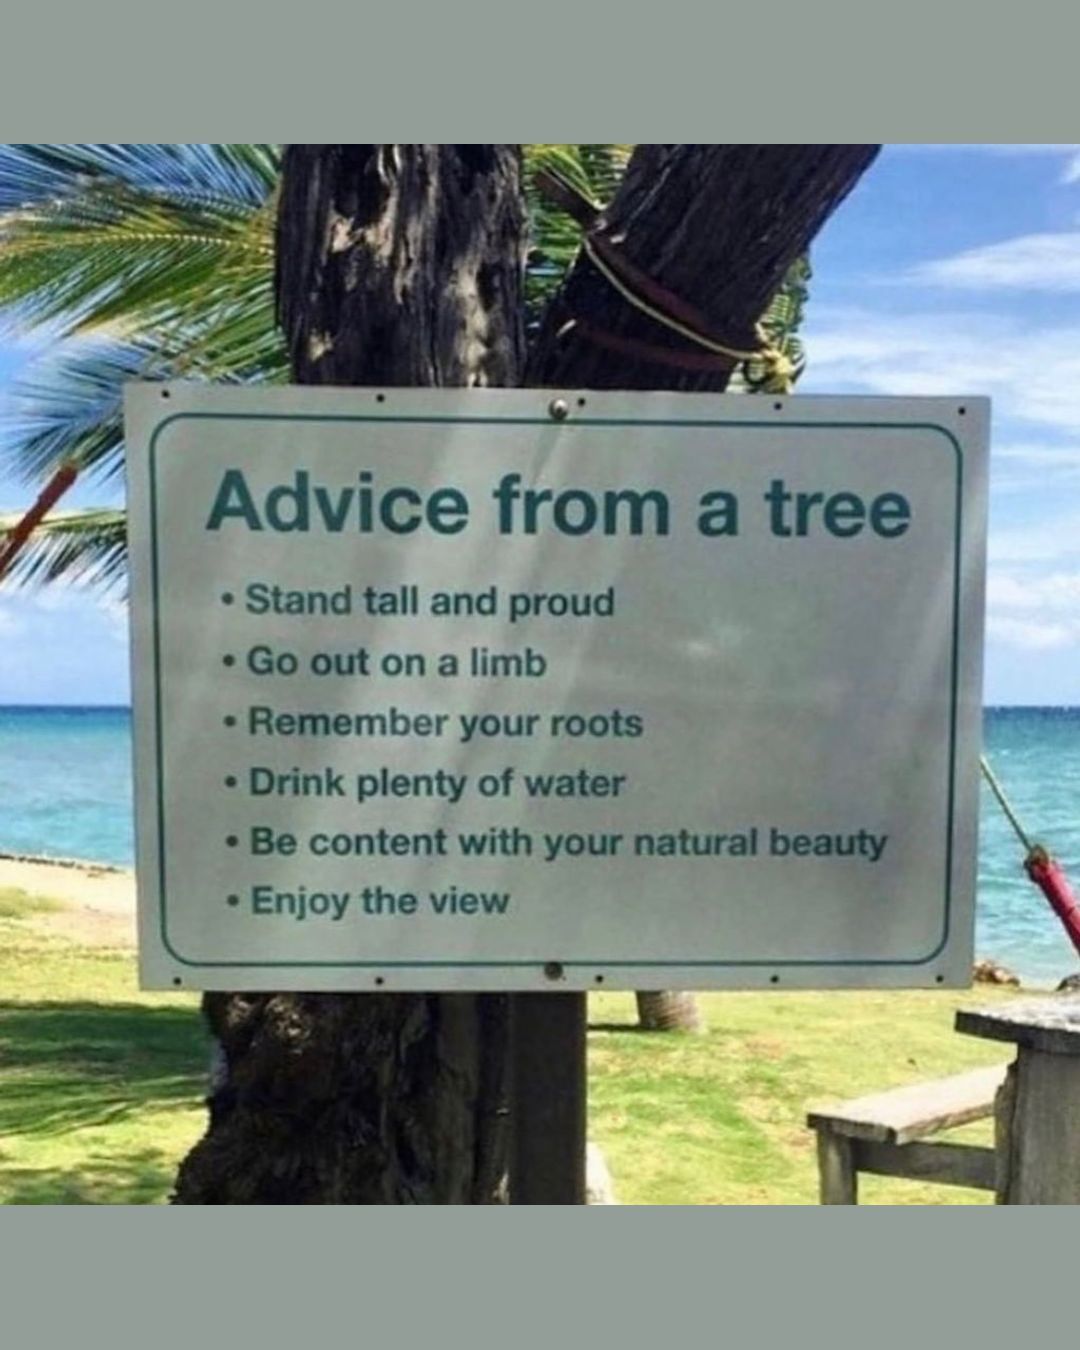 Advice from a tree
• Stand tall and proud
• Go out on a limb
• Remember your roots
• Drink plenty of water
• Be content with your natural beauty
• Enjoy the view